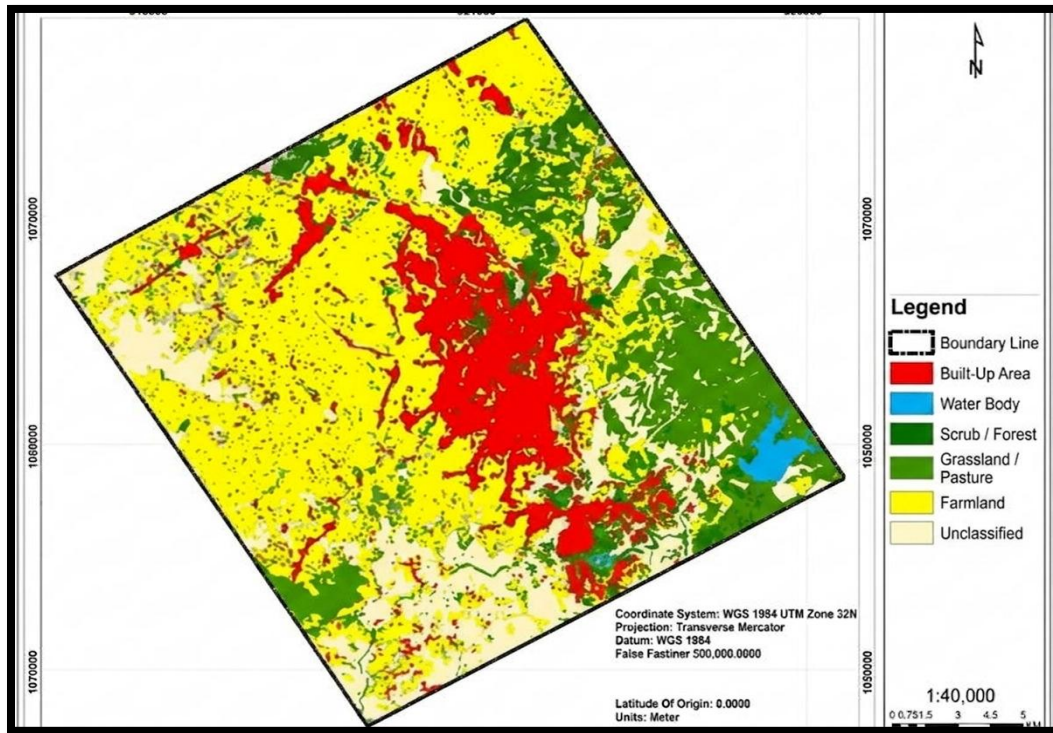 N
1070000
1070000
Legend
Boundary Line
Built-Up Area
Water Body
Scrub / Forest
Grassland /
Pasture
Farmland
Unclassified
1080000
1050000
Coordinate System: WGS 1984 UTM Zone 32N
Projection: Transverse Mercator
Datum: WGS 1984
False Fastiner 500,000.0000
1070000
1090000
Latitude Of Origin: 0.0000
Units: Meter
1:40,000
0 0.751.5 3 4.5 5